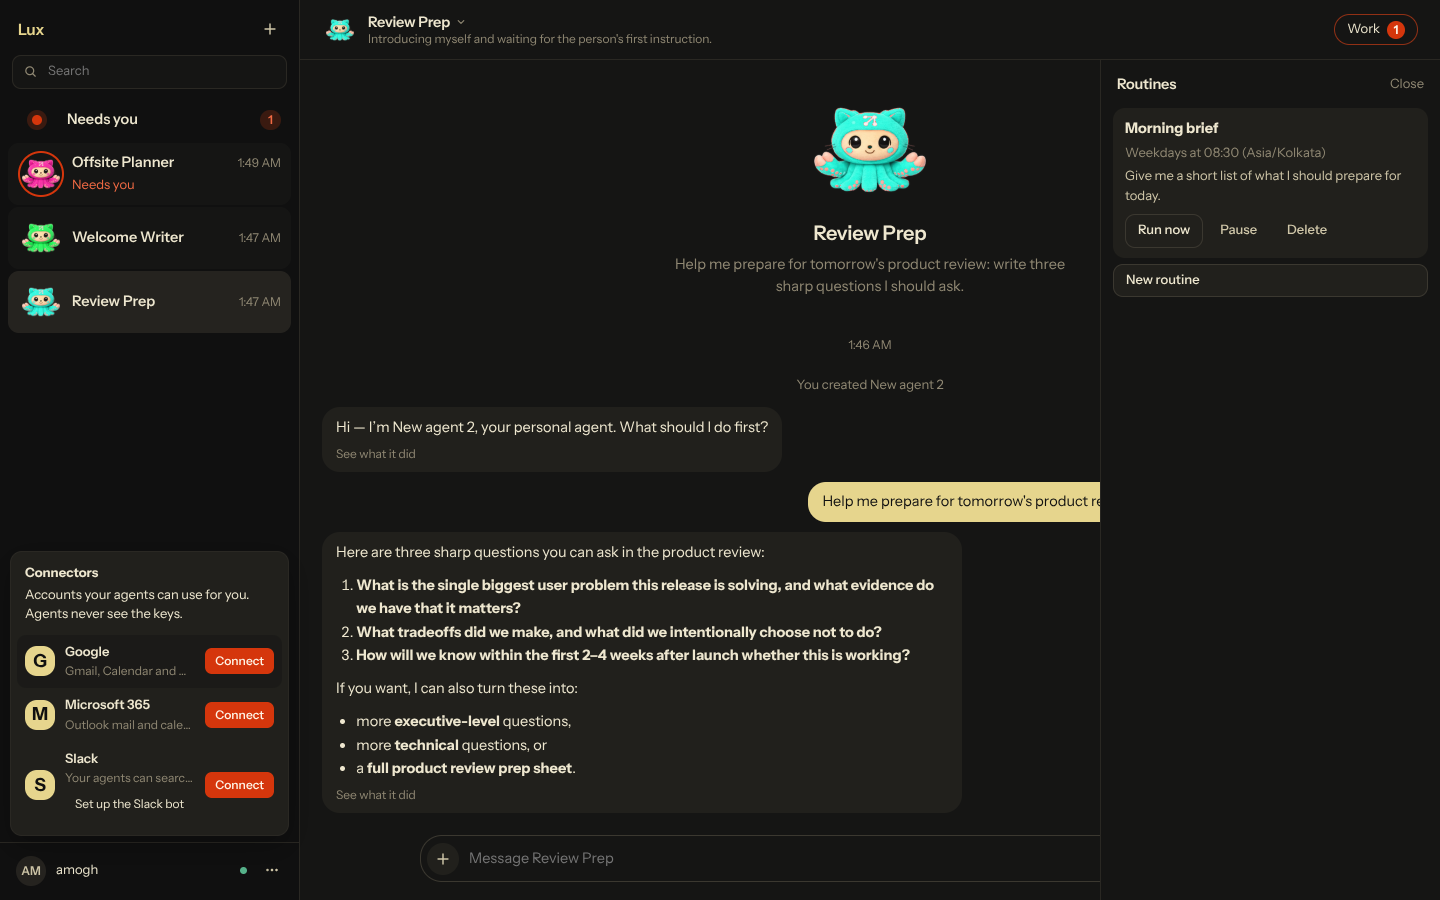 Lux
Search
Needs you
1
Offsite Planner
1:49 AM
Needs you
Welcome Writer
1:47 AM
Review Prep
1:47 AM
Connectors
Accounts your agents can use for you.
Agents never see the keys.
G
Google
Gmail, Calendar and ...
Connect
M
Microsoft 365
Outlook mail and cale...
Connect
S
Slack
Your agents can searc...
Connect
Set up the Slack bot
AM
amogh
Review Prep
Introducing myself and waiting for the person's first instruction.
Work 1
Review Prep
Help me prepare for tomorrow's product review: write three
sharp questions I should ask.
1:46 AM
You created New agent 2
Hi — I'm New agent 2, your personal agent. What should I do first?
See what it did
Help me prepare for tomorrow's product re
Here are three sharp questions you can ask in the product review:
1. What is the single biggest user problem this release is solving, and what evidence do
we have that it matters?
2. What tradeoffs did we make, and what did we intentionally choose not to do?
3. How will we know within the first 2–4 weeks after launch whether this is working?
If you want, I can also turn these into:
• more executive-level questions,
• more technical questions, or
• a full product review prep sheet.
See what it did
Message Review Prep
Routines
Close
Morning brief
Weekdays at 08:30 (Asia/Kolkata)
Give me a short list of what I should prepare for
today.
Run now
Pause
Delete
New routine